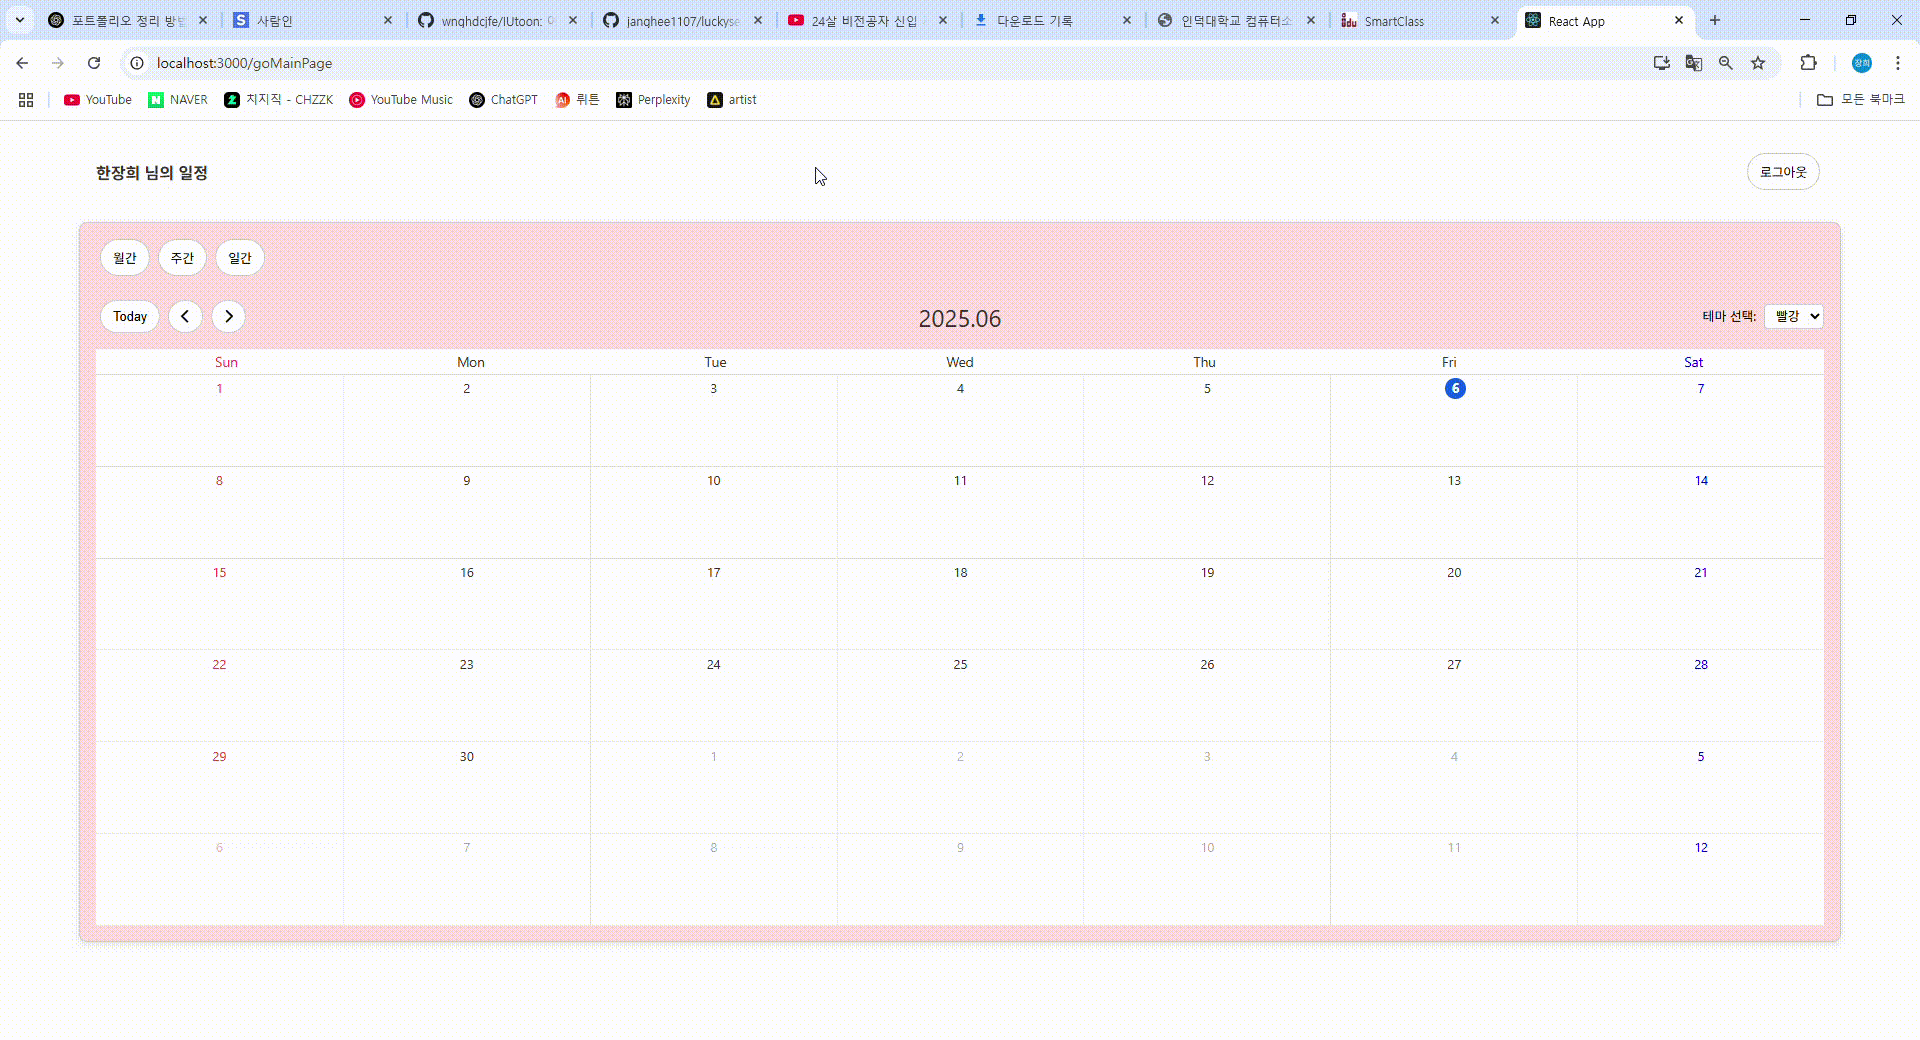 포트폴리오 정리 방법
사람인
wnqhdcjfe/IUtoon: 
janghee1107/luckyse
24살 비전공자 신입
다운로드 기록
인덕대학교 컴퓨터소
SmartClass
React App
localhost:3000/goMainPage
장희
YouTube
NAVER
치지직 - CHZZK
YouTube Music
ChatGPT
뤼튼
Perplexity
artist
모든 북마크
한장희 님의 일정
로그아웃
월간 주간 일간
Today
2025.06
테마 선택: 빨강
Sun Mon Tue Wed Thu Fri Sat
1 2 3 4 5 6 7
8 9 10 11 12 13 14
15 16 17 18 19 20 21
22 23 24 25 26 27 28
29 30 1 2 3 4 5
6 7 8 9 10 11 12